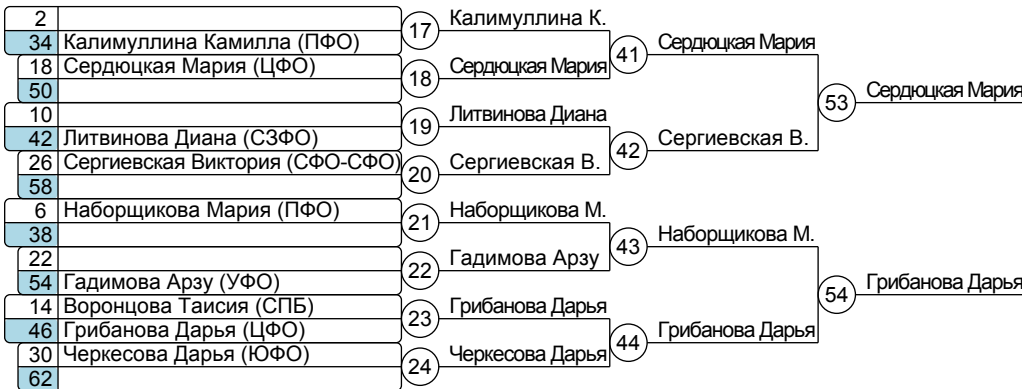 2
34 Калимуллина Камилла (ПФО)
18 Сердюцкая Мария (ЦФО)
50
10
42 Литвинова Диана (СЗФО)
26 Сергиевская Виктория (СФО-СФО)
58
6 Наборщикова Мария (ПФО)
38
22
54 Гадимова Арзу (УФО)
14 Воронцова Таисия (СПБ)
46 Грибанова Дарья (ЦФО)
30 Черкесова Дарья (ЮФО)
62
17 Калимуллина К.
18 Сердюцкая Мария
19 Литвинова Диана
20 Сергиевская В.
21 Наборщикова М.
22 Гадимова Арзу
23 Грибанова Дарья
24 Черкесова Дарья
41 Сердюцкая Мария
42 Сергиевская В.
43 Наборщикова М.
44 Грибанова Дарья
53 Сердюцкая Мария
54 Грибанова Дарья